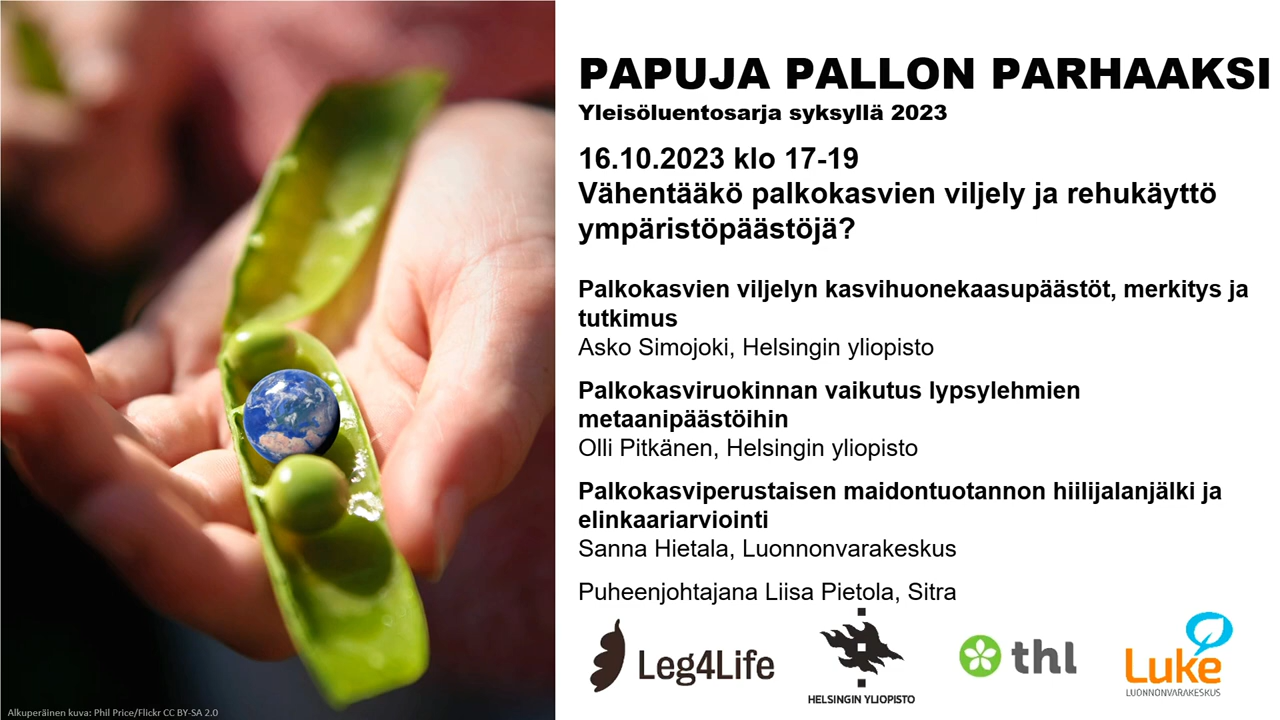 PAPUJA PALLON PARHAAKSI
Yleisöluentosarja syksyllä 2023
16.10.2023 klo 17-19
Vähentääkö palkokasvien viljely ja rehukäyttö
ympäristöpäästöjä?
Palkokasvien viljelyn kasvihuonekaasupäästöt, merkitys ja
tutkimus
Asko Simojoki, Helsingin yliopisto
Palkokasviruokinnan vaikutus lypsylehmien
metaanipäästöihin
Olli Pitkänen, Helsingin yliopisto
Palkokasviperustaisen maidontuotannon hiilijalanjälki ja
elinkaariarviointi
Sanna Hietala, Luonnonvarakeskus
Puheenjohtajana Liisa Pietola, Sitra
Leg4Life
HELSINGIN YLIOPISTO
thl
Luke
LUONNONVARAKESKUS
Alkuperäinen kuva: Phil Price/Flickr CC BY-SA 2.0